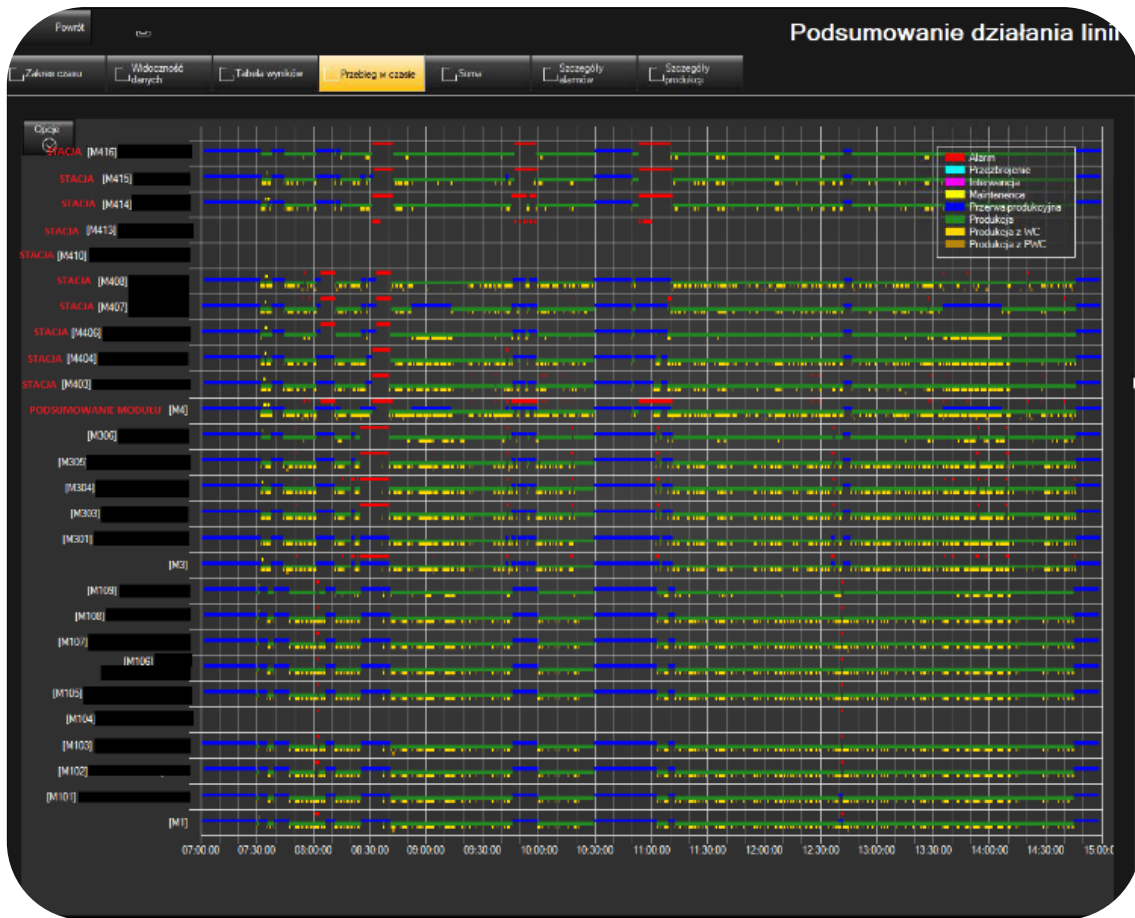 Powrót
Podsumowanie działania linii
Zakres czasu
Widoczność danych
Tabela wyników
Przebieg w czasie
Suma
Szczegóły alarmów
Szczegóły produkcji
Opcje
STACJA [M416]
STACJA [M415]
STACJA [M414]
STACJA [M413]
STACJA [M410]
STACJA [M408]
STACJA [M407]
STACJA [M406]
STACJA [M404]
STACJA [M403]
PODSUMOWANIE MODUŁU [M4]
[M306]
[M305]
[M304]
[M303]
[M301]
[M3]
[M109]
[M108]
[M107]
[M106]
[M105]
[M104]
[M103]
[M102]
[M101]
[M1]
Alarm
Przezbrojenie
Interwencja
Maintenence
Przerwa produkcyjna
Produkcja
Produkcja z WC
Produkcja z PWC
07:00:00 07:30:00 08:00:00 08:30:00 09:00:00 09:30:00 10:00:00 10:30:00 11:00:00 11:30:00 12:00:00 12:30:00 13:00:00 13:30:00 14:00:00 14:30:00 15:00:0